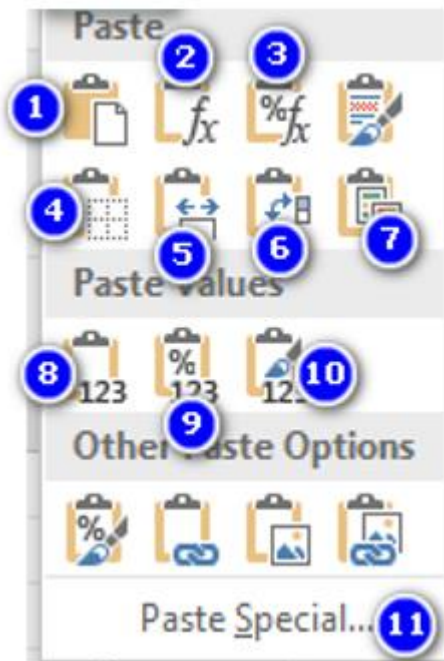 Paste
2 3
1 fx %fx
4 5 6 7
Paste Values
8 123 % 123 123 10
9
Other Paste Options
%
Paste Special... 11